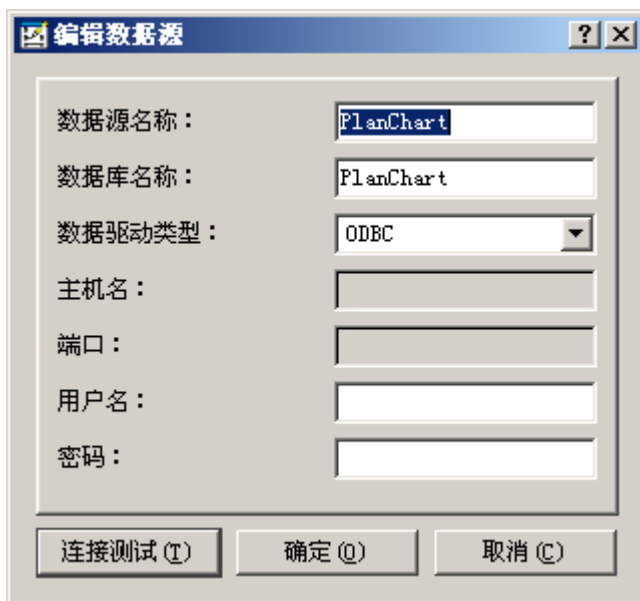 编辑数据源
数据源名称： PlanChart
数据库名称： PlanChart
数据驱动类型： ODBC
主机名：
端口：
用户名：
密码：
连接测试(T) 确定(O) 取消(C)